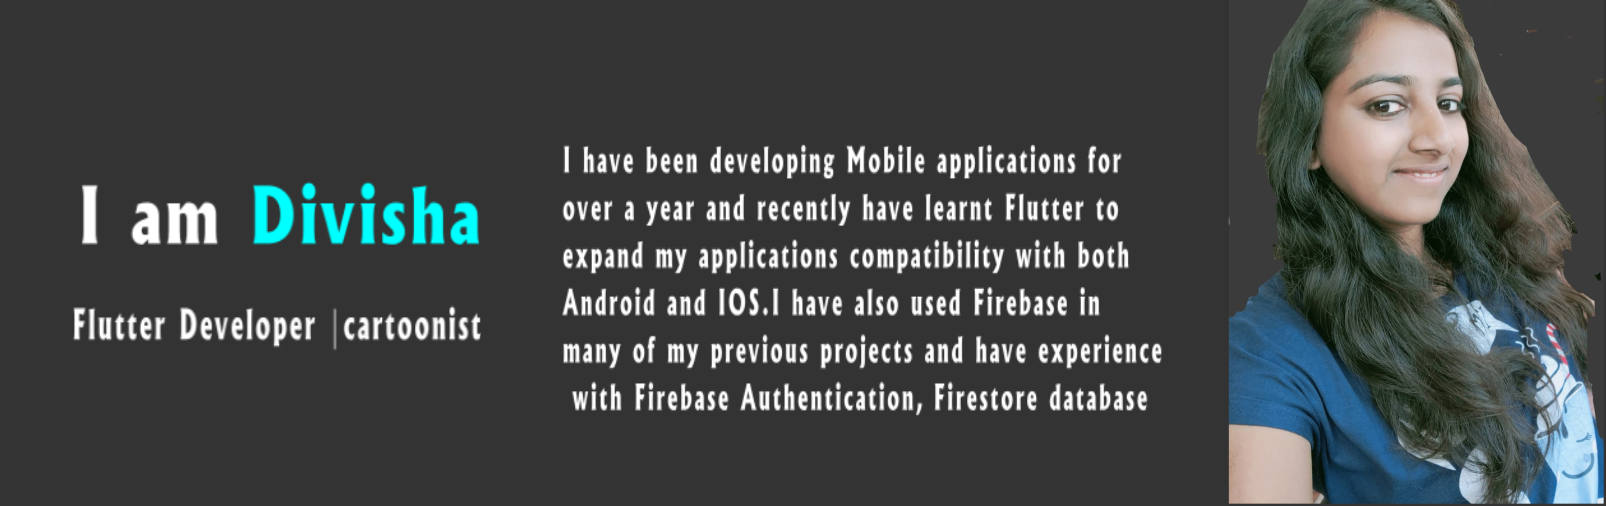 I am Divisha
Flutter Developer |cartoonist
I have been developing Mobile applications for
over a year and recently have learnt Flutter to
expand my applications compatibility with both
Android and IOS.I have also used Firebase in
many of my previous projects and have experience
with Firebase Authentication, Firestore database